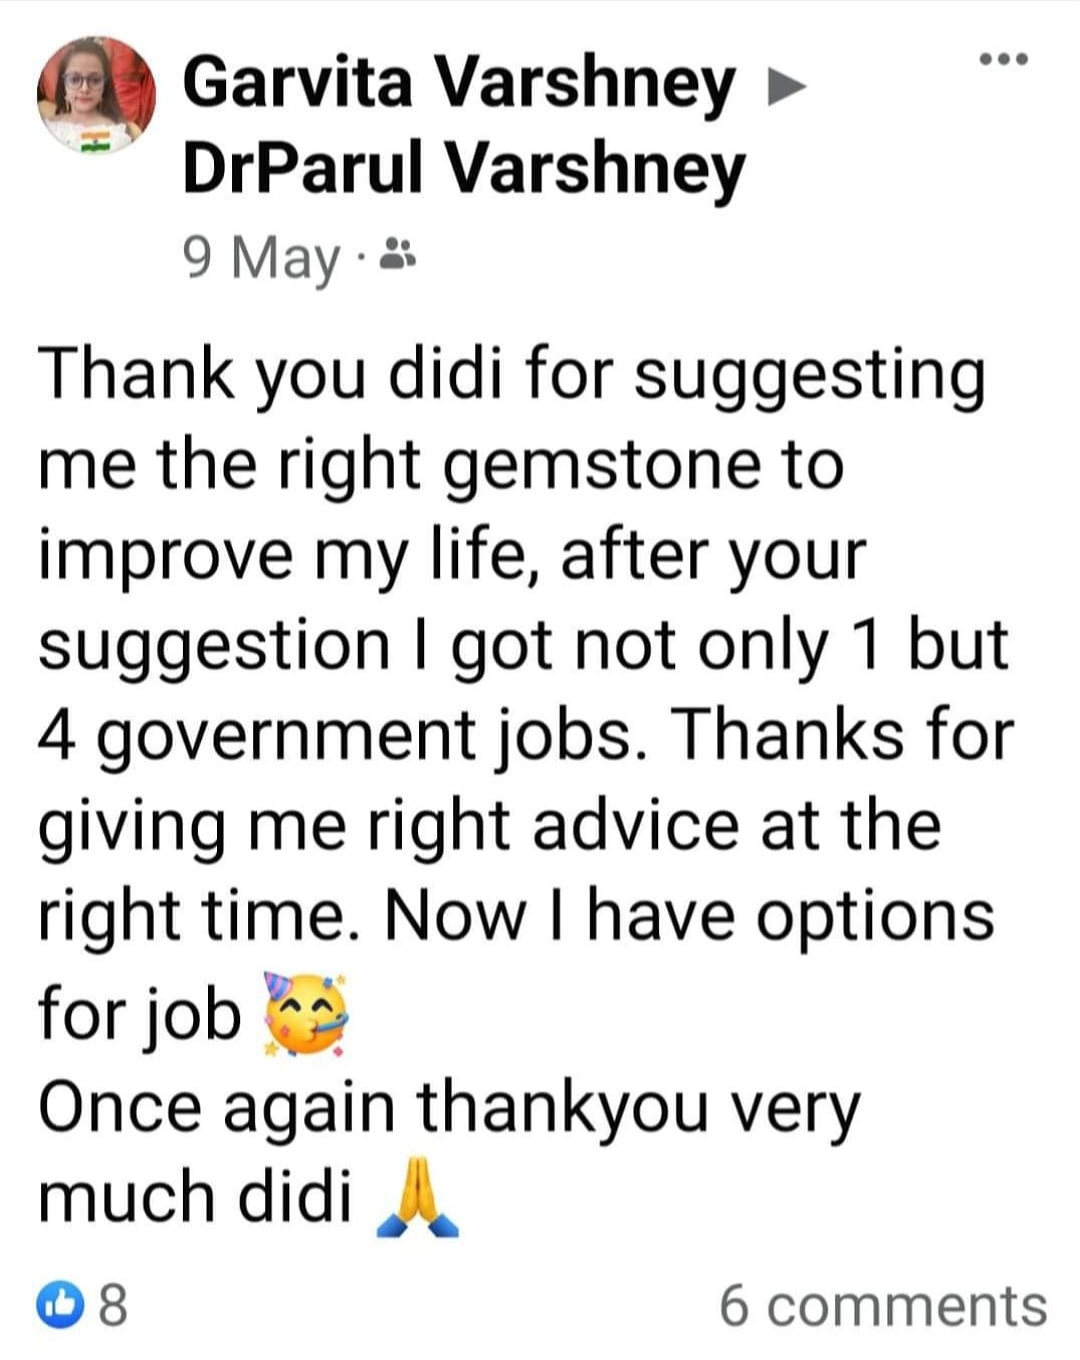 Garvita Varshney ▶
DrParul Varshney
9 May ·
Thank you didi for suggesting
me the right gemstone to
improve my life, after your
suggestion I got not only 1 but
4 government jobs. Thanks for
giving me right advice at the
right time. Now I have options
for job 🥳
Once again thankyou very
much didi 🙏
8
6 comments